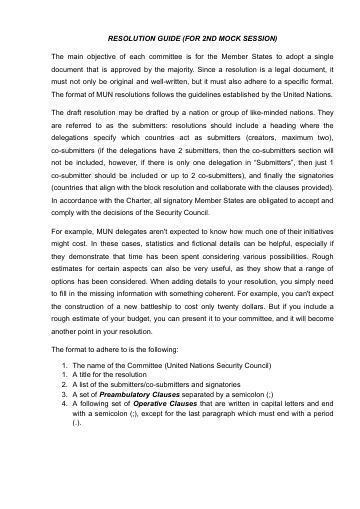 RESOLUTION GUIDE (FOR 2ND MOCK SESSION)
The main objective of each committee is for the Member States to adopt a single
document that is approved by the majority. Since a resolution is a legal document, it
must not only be original and well-written, but it must also adhere to a specific format.
The format of MUN resolutions follows the guidelines established by the United Nations.
The draft resolution may be drafted by a nation or group of like-minded nations. They
are referred to as the submitters: resolutions should include a heading where the
delegations specify which countries act as submitters (creators, maximum two),
co-submitters (if the delegations have 2 submitters, then the co-submitters section will
not be included, however, if there is only one delegation in “Submitters”, then just 1
co-submitter should be included or up to 2 co-submitters), and finally the signatories
(countries that align with the block resolution and collaborate with the clauses provided).
In accordance with the Charter, all signatory Member States are obligated to accept and
comply with the decisions of the Security Council.
For example, MUN delegates aren't expected to know how much one of their initiatives
might cost. In these cases, statistics and fictional details can be helpful, especially if
they demonstrate that time has been spent considering various possibilities. Rough
estimates for certain aspects can also be very useful, as they show that a range of
options has been considered. When adding details to your resolution, you simply need
to fill in the missing information with something coherent. For example, you can't expect
the construction of a new battleship to cost only twenty dollars. But if you include a
rough estimate of your budget, you can present it to your committee, and it will become
another point in your resolution.
The format to adhere to is the following:
1. The name of the Committee (United Nations Security Council)
1. A title for the resolution
2. A list of the submitters/co-submitters and signatories
3. A set of Preambulatory Clauses separated by a semicolon (;)
4. A following set of Operative Clauses that are written in capital letters and end
with a semicolon (;), except for the last paragraph which must end with a period
(.).